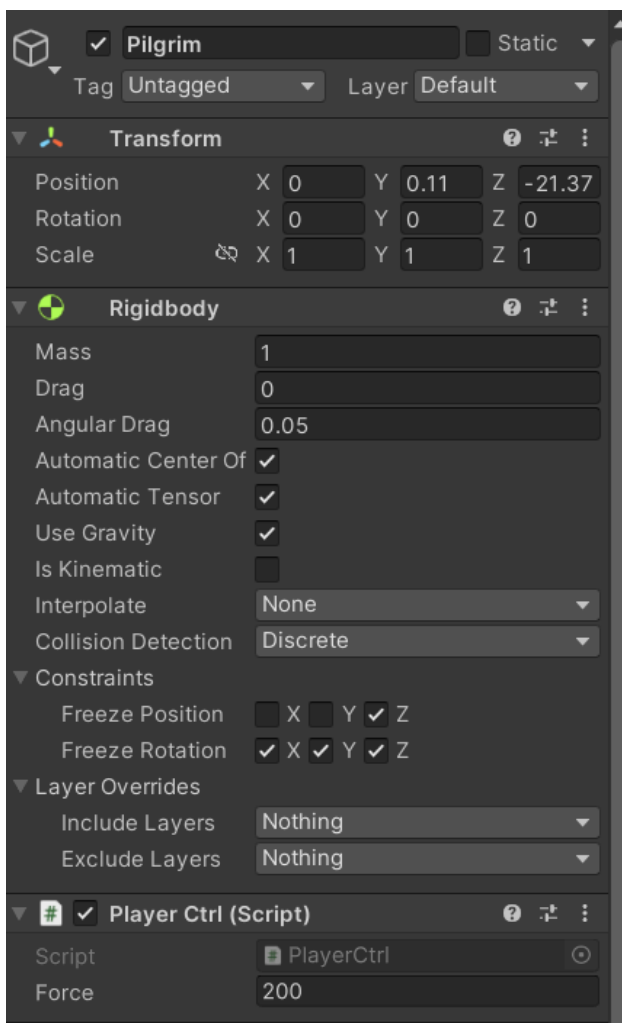 Pilgrim Static
Tag Untagged Layer Default
Transform
Position X 0 Y 0.11 Z -21.37
Rotation X 0 Y 0 Z 0
Scale X 1 Y 1 Z 1
Rigidbody
Mass 1
Drag 0
Angular Drag 0.05
Automatic Center Of
Automatic Tensor
Use Gravity
Is Kinematic
Interpolate None
Collision Detection Discrete
Constraints
Freeze Position X Y Z
Freeze Rotation X Y Z
Layer Overrides
Include Layers Nothing
Exclude Layers Nothing
# Player Ctrl (Script)
Script # PlayerCtrl
Force 200